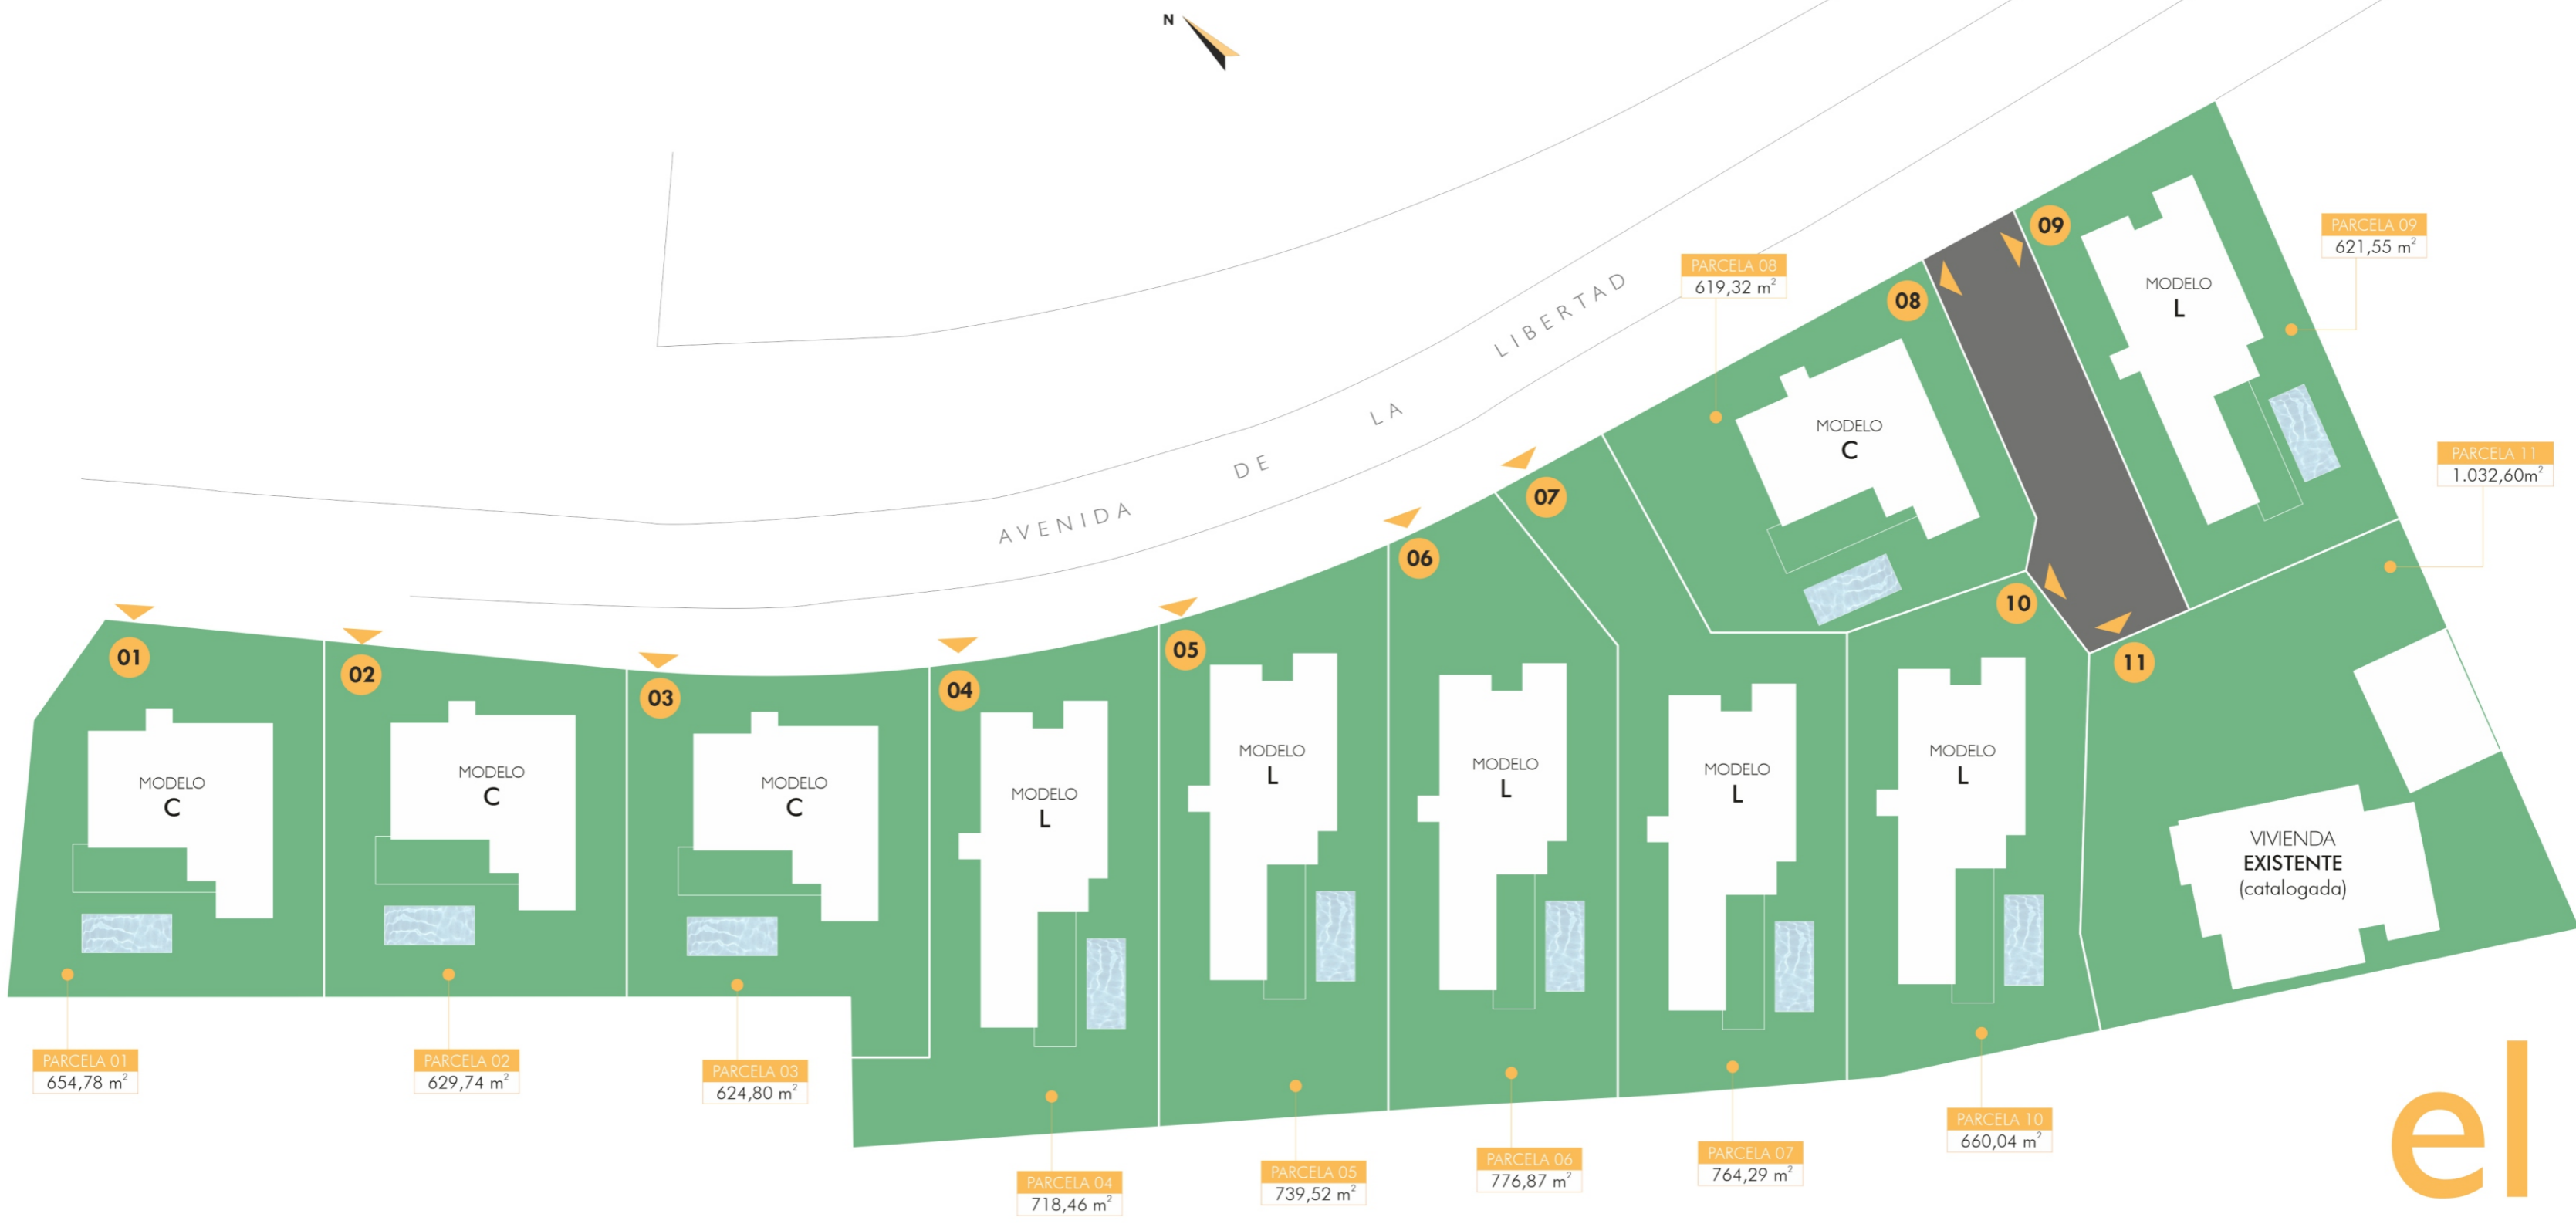 N
AVENIDA DE LA LIBERTAD
PARCELA 09
621,55 m²
PARCELA 08
619,32 m²
PARCELA 11
1.032,60m²
01
02
03
04
05
06
07
08
09
10
11
MODELO
C
MODELO
C
MODELO
C
MODELO
L
MODELO
L
MODELO
L
MODELO
L
MODELO
C
MODELO
L
MODELO
L
VIVIENDA
EXISTENTE
(catalogada)
PARCELA 01
654,78 m²
PARCELA 02
629,74 m²
PARCELA 03
624,80 m²
PARCELA 04
718,46 m²
PARCELA 05
739,52 m²
PARCELA 06
776,87 m²
PARCELA 07
764,29 m²
PARCELA 10
660,04 m²
el